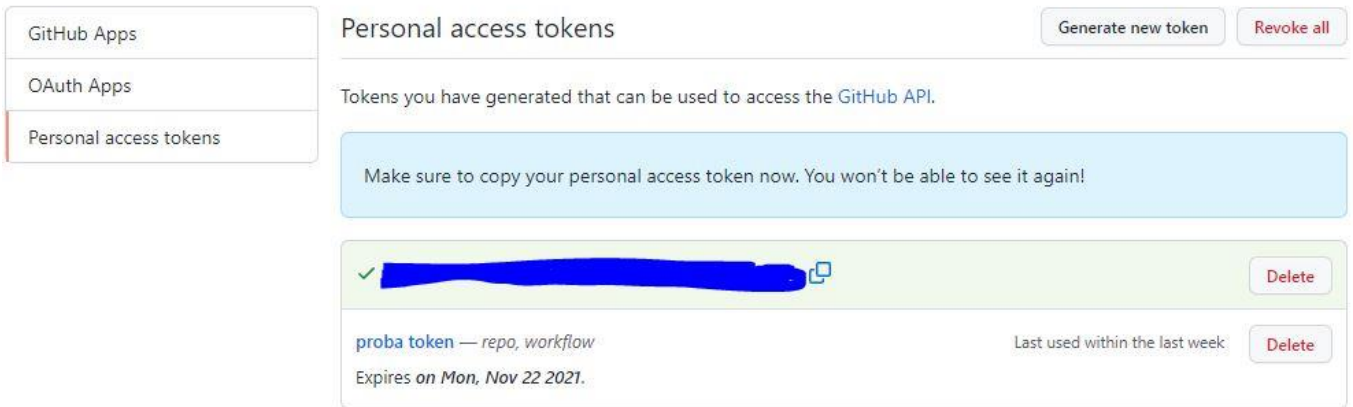 GitHub Apps
OAuth Apps
Personal access tokens
Personal access tokens
Generate new token
Revoke all
Tokens you have generated that can be used to access the GitHub API.
Make sure to copy your personal access token now. You won’t be able to see it again!
Delete
proba token — repo, workflow
Last used within the last week
Delete
Expires on Mon, Nov 22 2021.